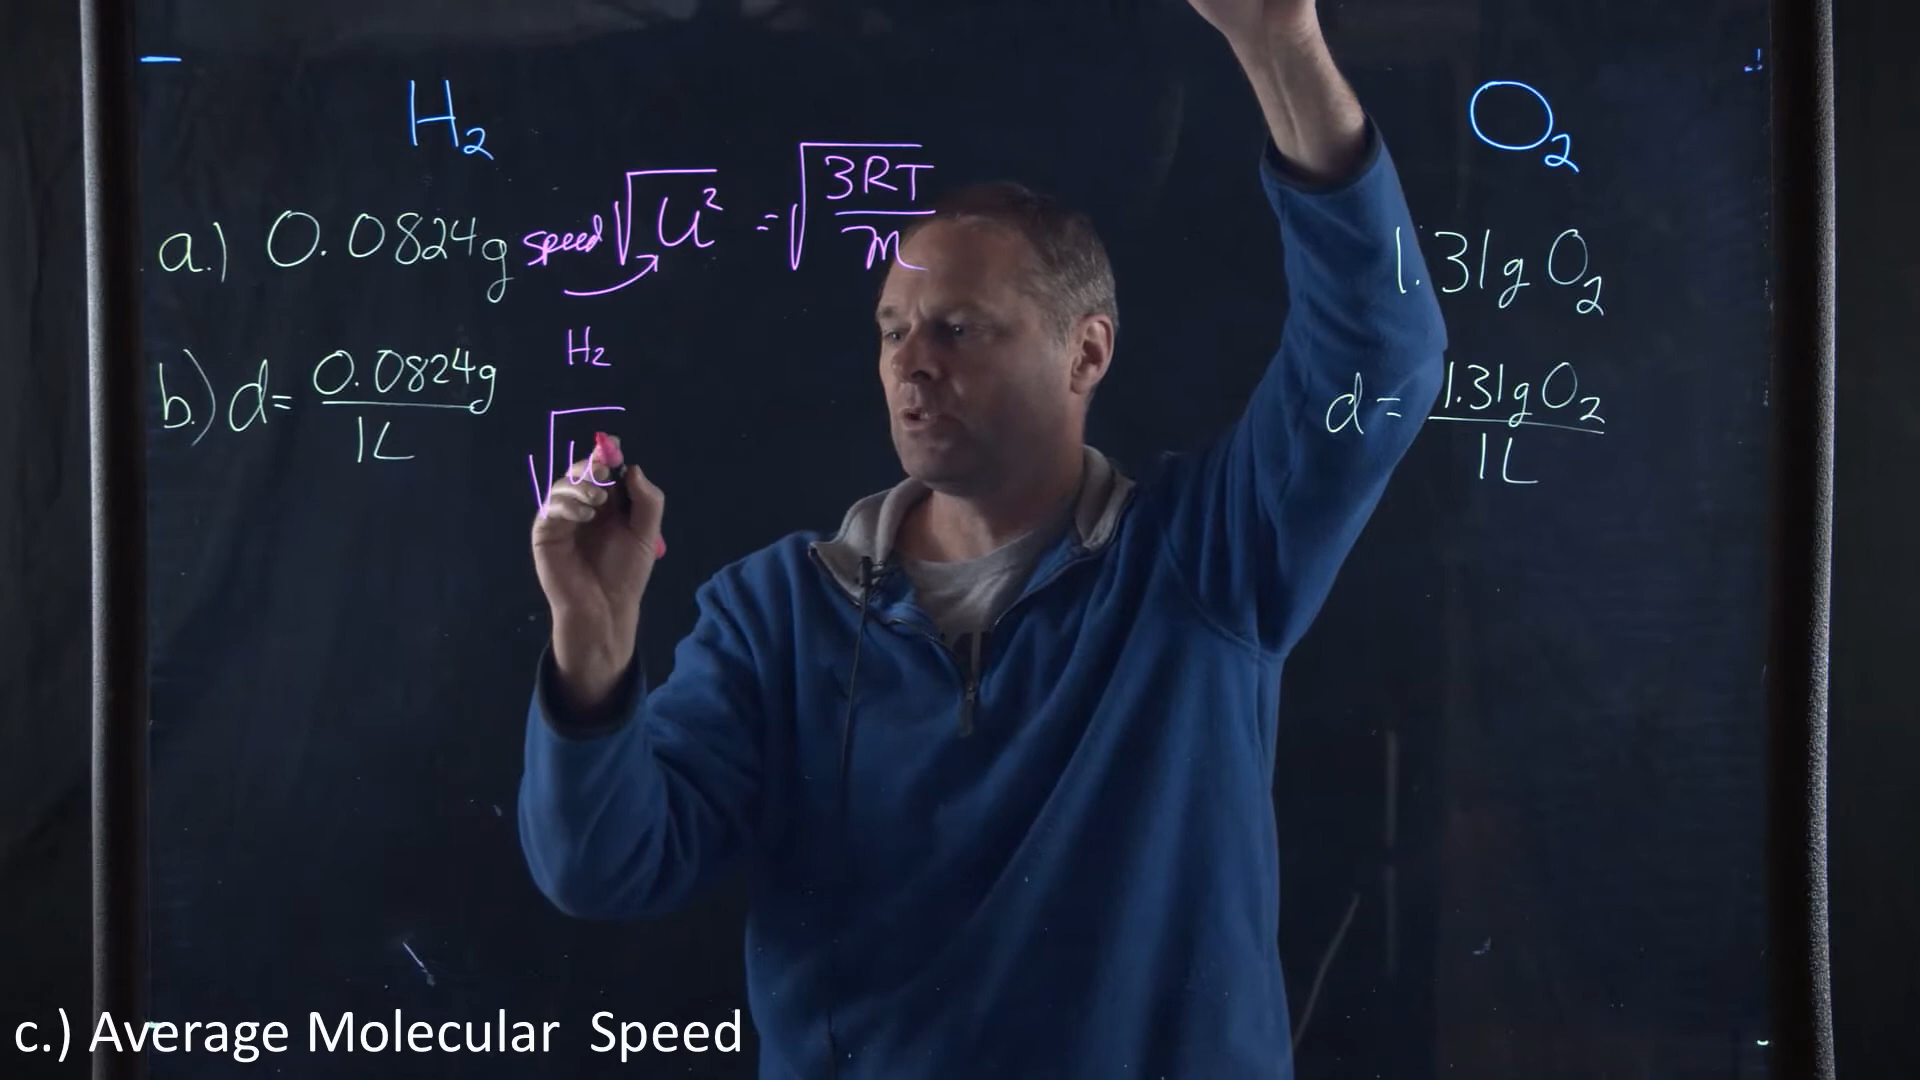 H₂
O₂
a.) 0.0824g
speed √u² = √(3RT/m)
1.31g O₂
H₂
b.) d = 0.0824g/1L
d = 1.31g O₂/1L
√u
c.) Average Molecular Speed